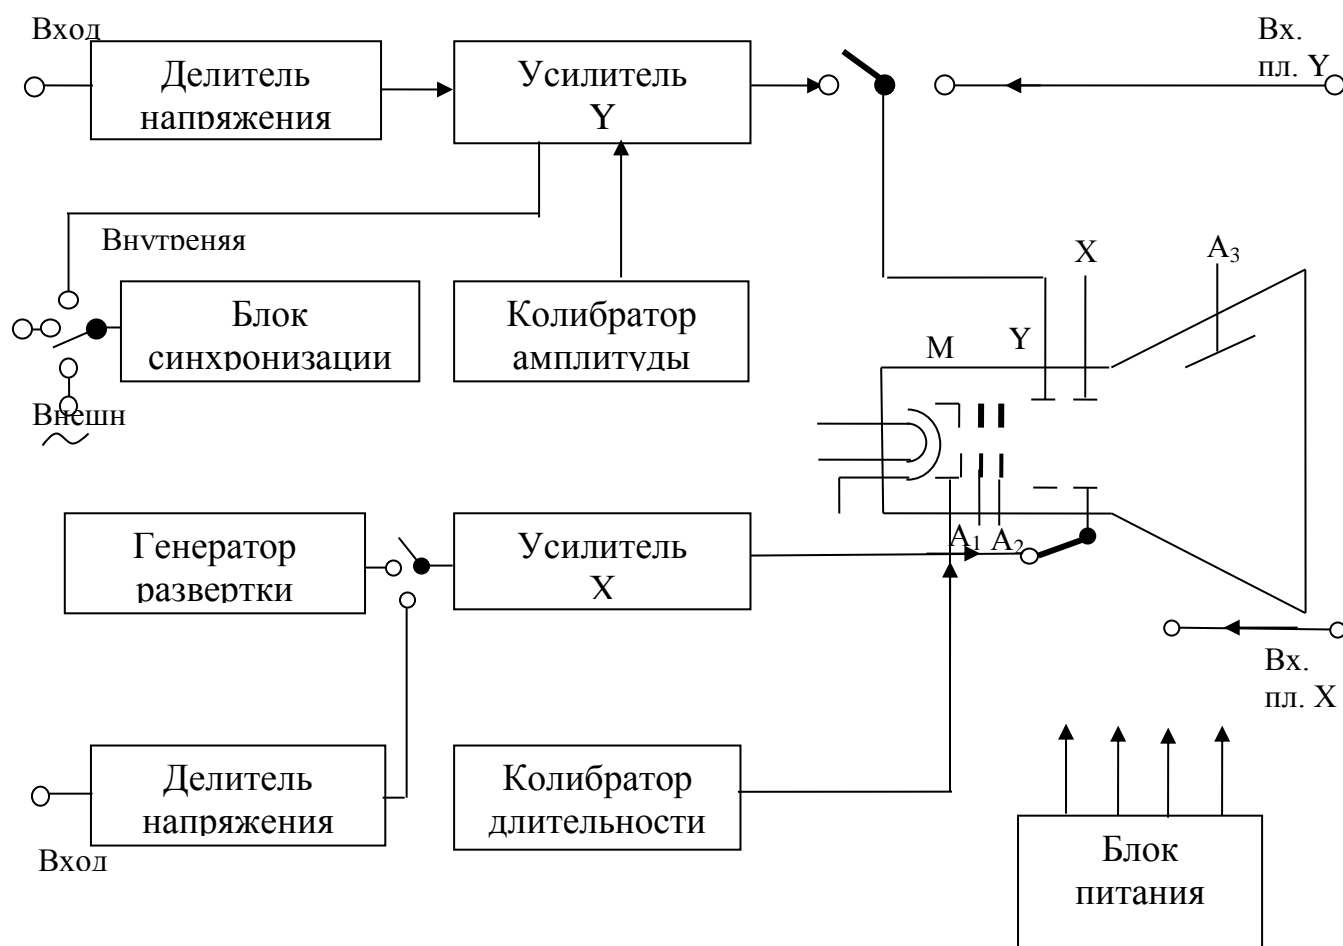 Вход
Вх.
пл. Y
Делитель
напряжения
Усилитель
Y
Внутреняя
X
A3
Блок
синхронизации
Колибратор
амплитуды
M
Y
Внешн
A1
A2
Генератор
развертки
Усилитель
X
Вх.
пл. X
Делитель
напряжения
Колибратор
длительности
Вход
Блок
питания